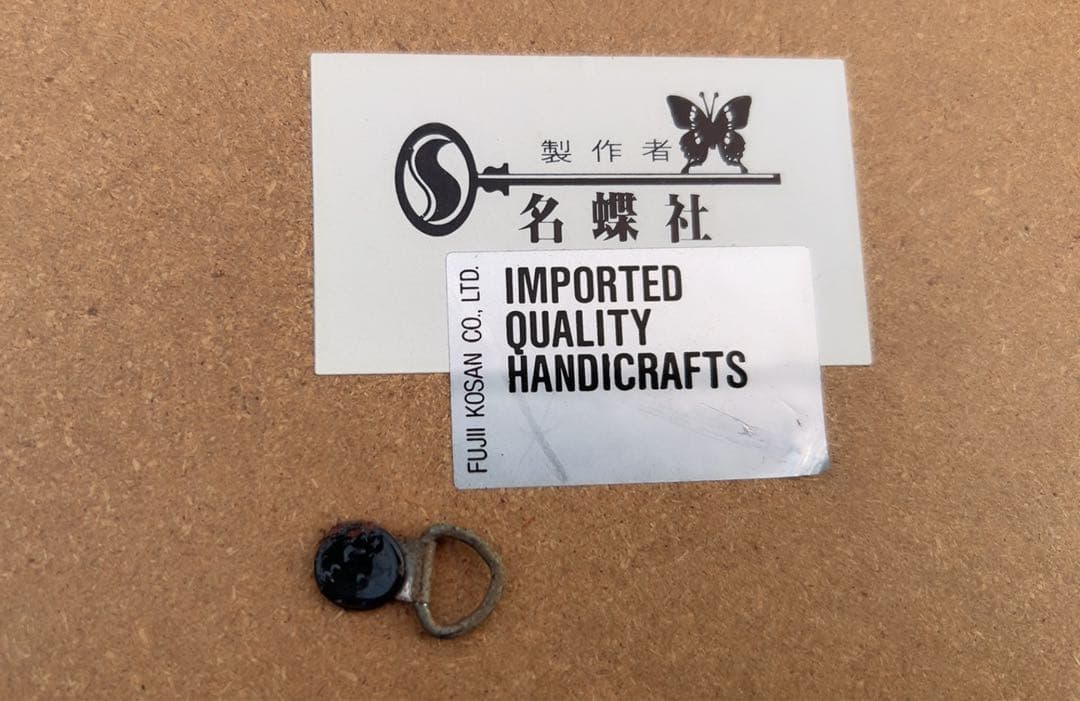 製作者
名蝶社
FUJII KOSAN CO., LTD.
IMPORTED
QUALITY
HANDICRAFTS